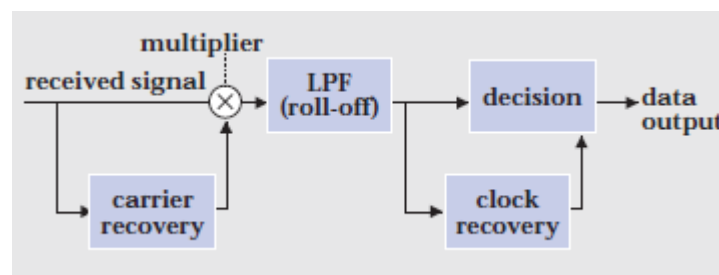 multiplier
received signal
LPF
(roll-off)
decision
data
output
carrier
recovery
clock
recovery